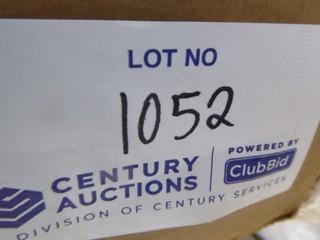 LOT NO
1052
CENTURY AUCTIONS
POWERED BY
ClubBid
DIVISION OF CENTURY SERVICES